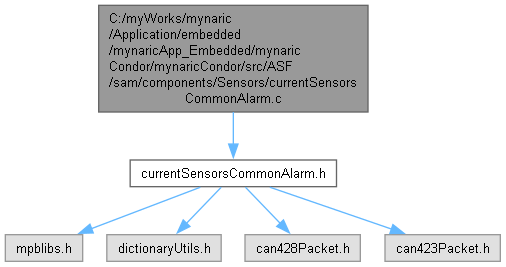 C:/myWorks/mynaric
/Application/embedded
/mynaricApp_Embedded/mynaric
Condor/mynaricCondor/src/ASF
/sam/components/Sensors/currentSensors
CommonAlarm.c
currentSensorsCommonAlarm.h
mpblibs.h
dictionaryUtils.h
can428Packet.h
can423Packet.h